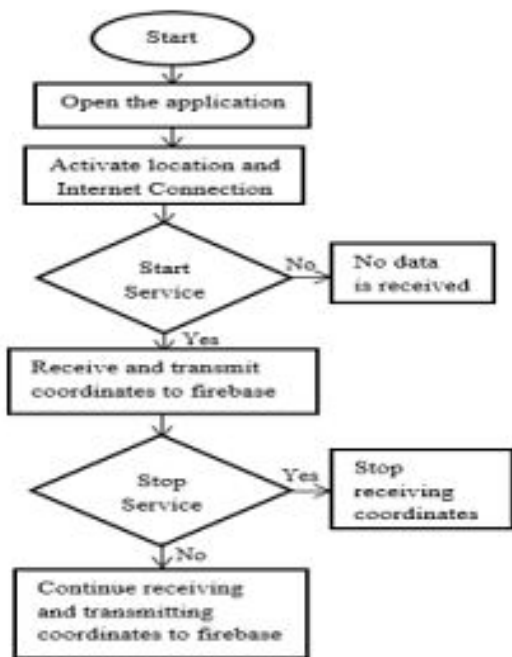 Start
Open the application
Activate location and
Internet Connection
Start
Service
No
No data
is received
Yes
Receive and transmit
coordinates to firebase
Stop
Service
Yes
Stop
receiving
coordinates
No
Continue receiving
and transmitting
coordinates to firebase